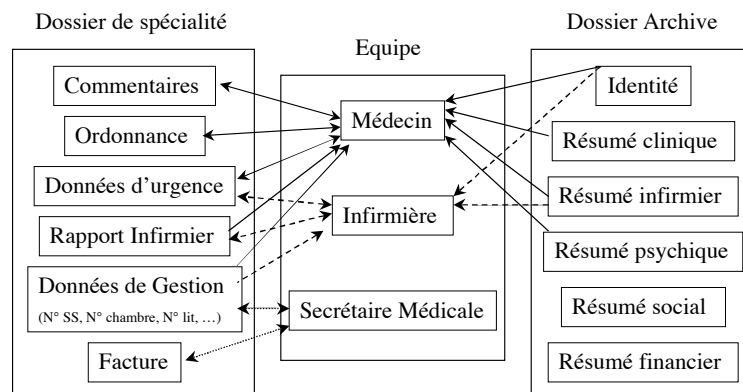 Dossier de spécialité
Commentaires
Ordonnance
Données d'urgence
Rapport Infirmier
Données de Gestion
(N° SS, N° chambre, N° lit, …)
Facture
Equipe
Médecin
Infirmière
Secrétaire Médicale
Dossier Archive
Identité
Résumé clinique
Résumé infirmier
Résumé psychique
Résumé social
Résumé financier